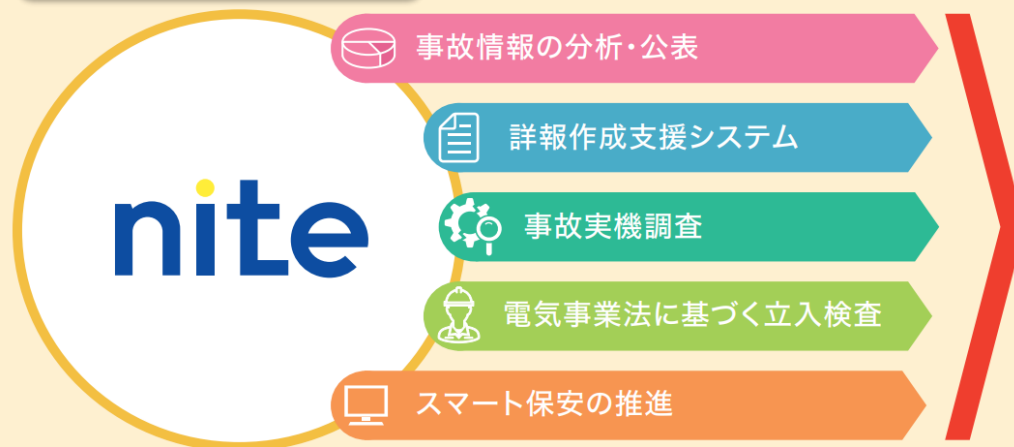 事故情報の分析・公表
詳報作成支援システム
nite
事故実機調査
電気事業法に基づく立入検査
スマート保安の推進